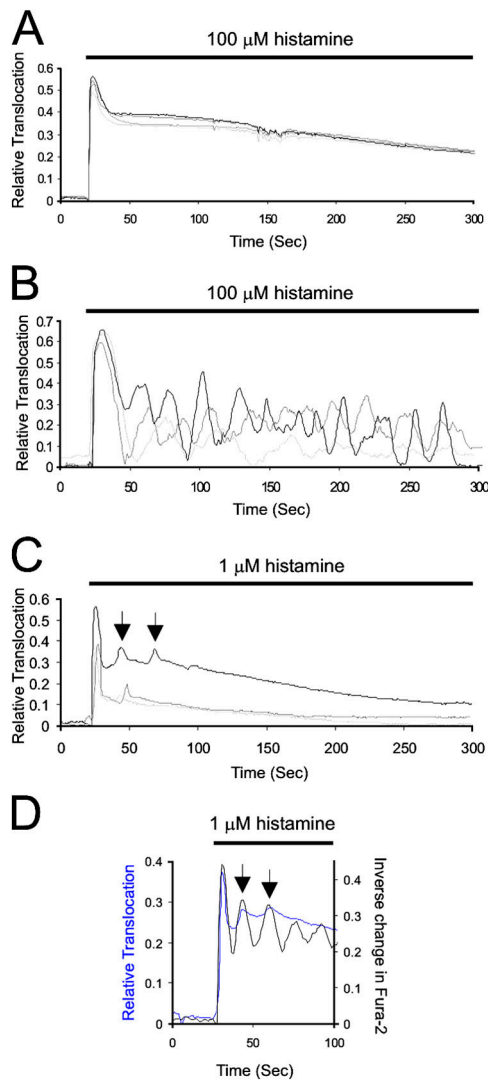 A
100 µM histamine
Relative Translocation
0.6
0.5
0.4
0.3
0.2
0.1
0
0 50 100 150 200 250 300
Time (Sec)
B
100 µM histamine
Relative Translocation
0.7
0.6
0.5
0.4
0.3
0.2
0.1
0
0 50 100 150 200 250 300
Time (Sec)
C
1 µM histamine
Relative Translocation
0.6
0.5
0.4
0.3
0.2
0.1
0
0 50 100 150 200 250 300
Time (Sec)
D
1 µM histamine
Relative Translocation
0.4
0.3
0.2
0.1
0
0.4
0.3
0.2
0.1
0
Inverse change in Fura-2
0 50 100
Time (Sec)